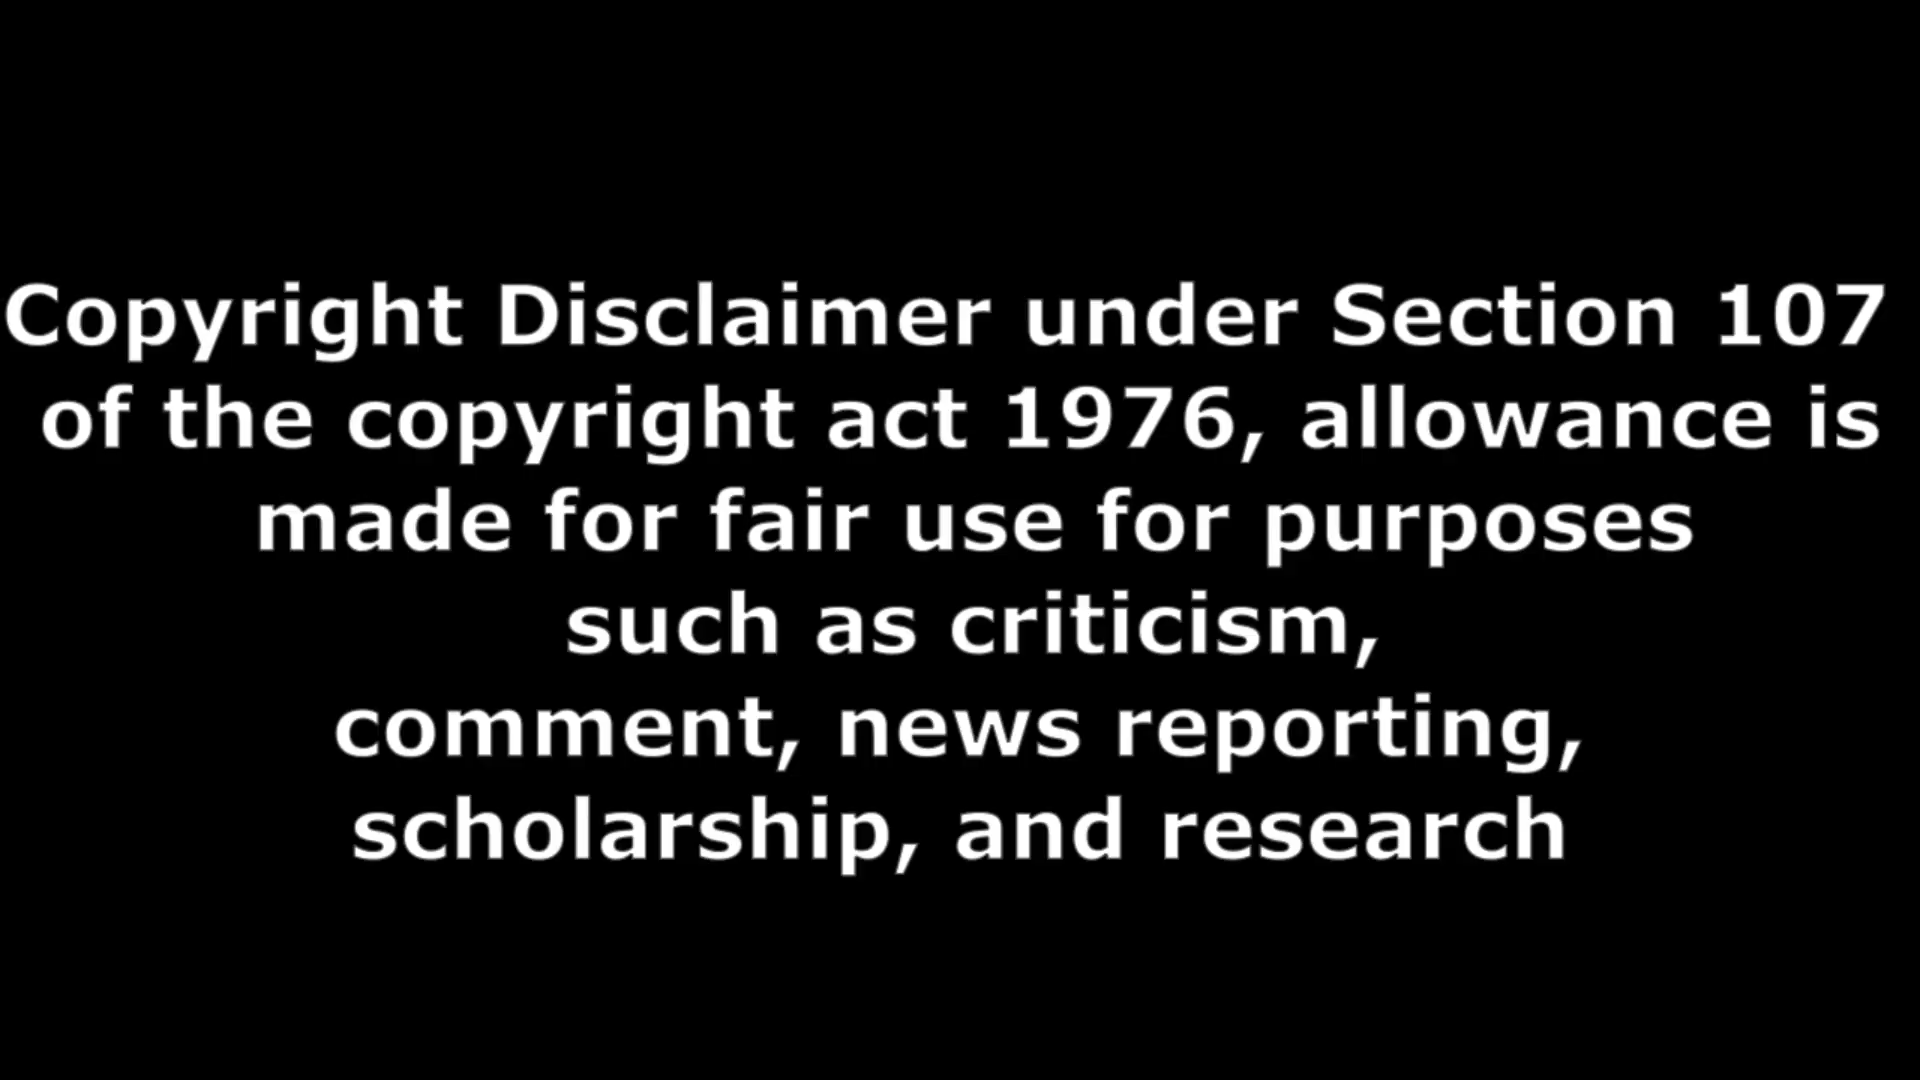 Copyright Disclaimer under Section 107
of the copyright act 1976, allowance is
made for fair use for purposes
such as criticism,
comment, news reporting,
scholarship, and research